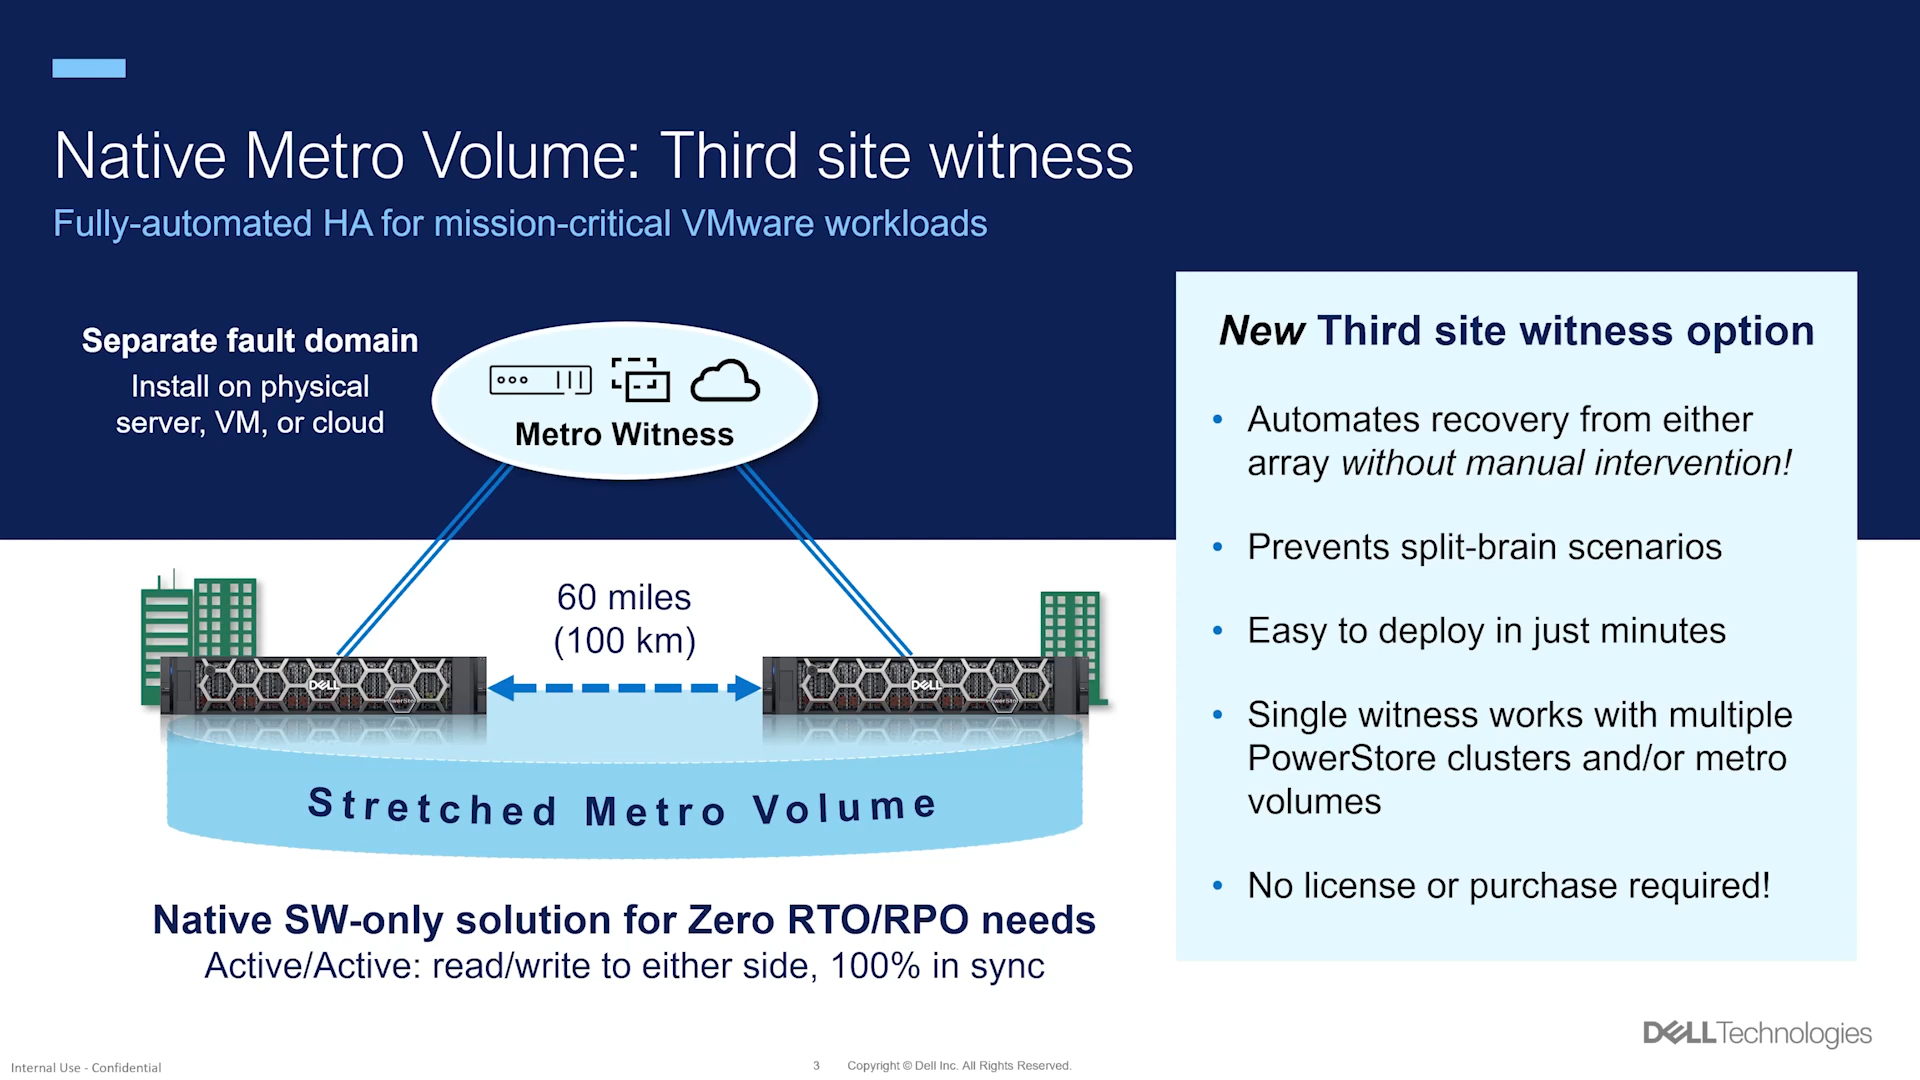 Native Metro Volume: Third site witness
Fully-automated HA for mission-critical VMware workloads
Separate fault domain
Install on physical
server, VM, or cloud
Metro Witness
60 miles
(100 km)
DELL
DELL
Stretched Metro Volume
Native SW-only solution for Zero RTO/RPO needs
Active/Active: read/write to either side, 100% in sync
New Third site witness option
• Automates recovery from either
array without manual intervention!
• Prevents split-brain scenarios
• Easy to deploy in just minutes
• Single witness works with multiple
PowerStore clusters and/or metro
volumes
• No license or purchase required!
DELLTechnologies
Internal Use - Confidential
3 Copyright © Dell Inc. All Rights Reserved.